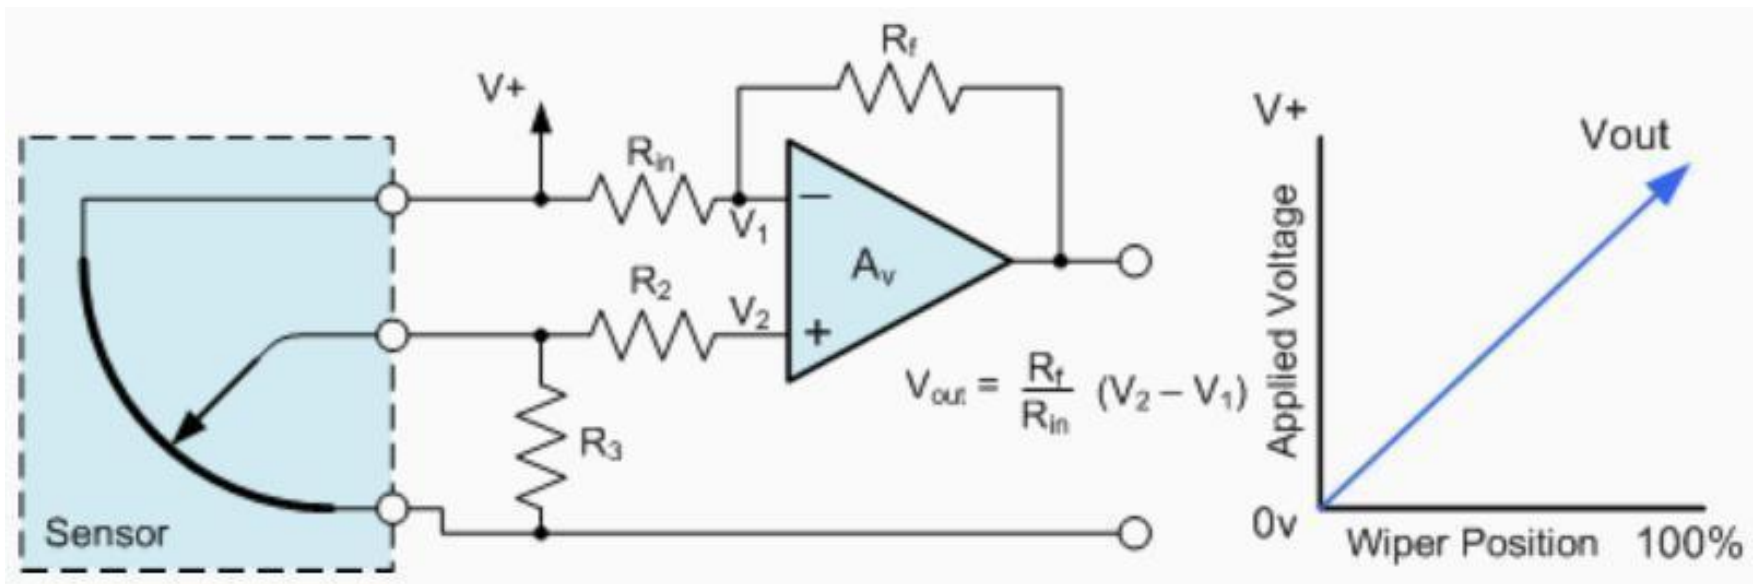 V+
Rf
Rin
V1
R2
V2
Av
R3
Sensor
Vout = Rf/Rin (V2 – V1)
V+
Vout
Applied Voltage
0v
Wiper Position 100%
−
+